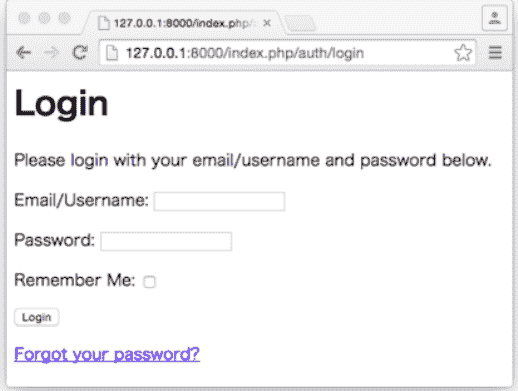 127.0.0.1:8000/index.php/
127.0.0.1:8000/index.php/auth/login
Login
Please login with your email/username and password below.
Email/Username:
Password:
Remember Me:
Login
Forgot your password?